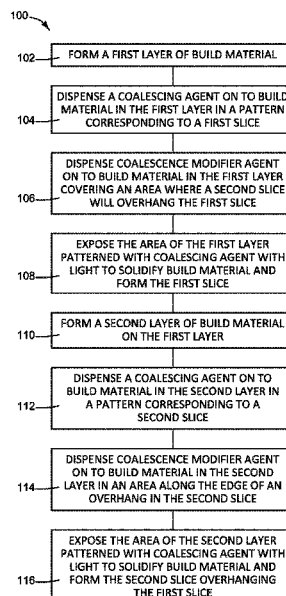 100
102
FORM A FIRST LAYER OF BUILD MATERIAL
104
DISPENSE A COALESCING AGENT ON TO BUILD
MATERIAL IN THE FIRST LAYER IN A PATTERN
CORRESPONDING TO A FIRST SLICE
106
DISPENSE COALESCENCE MODIFIER AGENT
ON TO BUILD MATERIAL IN THE FIRST LAYER
COVERING AN AREA WHERE A SECOND SLICE
WILL OVERHANG THE FIRST SLICE
108
EXPOSE THE AREA OF THE FIRST LAYER
PATTERNED WITH COALESCING AGENT WITH
LIGHT TO SOLIDIFY BUILD MATERIAL AND
FORM THE FIRST SLICE
110
FORM A SECOND LAYER OF BUILD MATERIAL
ON THE FIRST LAYER
112
DISPENSE A COALESCING AGENT ON TO
BUILD MATERIAL IN THE SECOND LAYER IN
A PATTERN CORRESPONDING TO A
SECOND SLICE
114
DISPENSE COALESCENCE MODIFIER AGENT
ON TO BUILD MATERIAL IN THE SECOND
LAYER IN AN AREA ALONG THE EDGE OF AN
OVERHANG IN THE SECOND SLICE
116
EXPOSE THE AREA OF THE SECOND LAYER
PATTERNED WITH COALESCING AGENT WITH
LIGHT TO SOLIDIFY BUILD MATERIAL AND
FORM THE SECOND SLICE OVERHANGING
THE FIRST SLICE